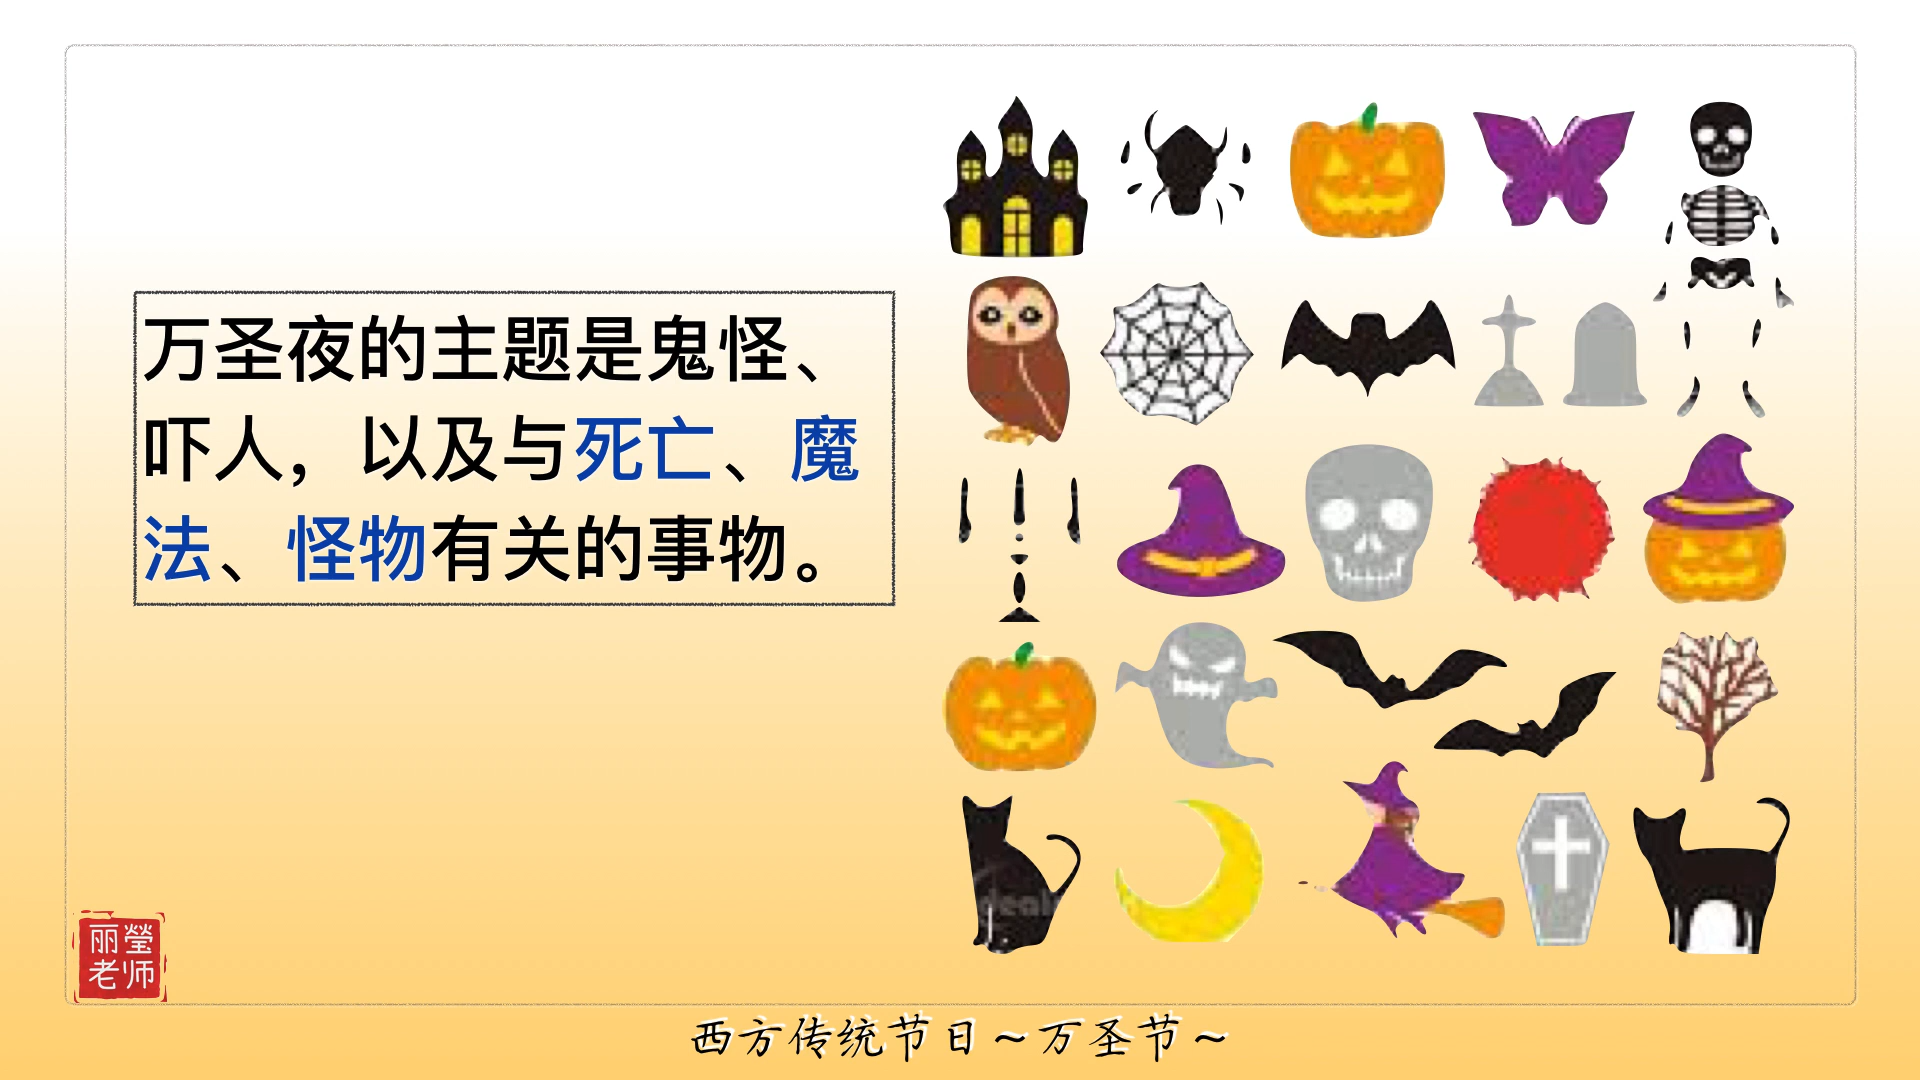 万圣夜的主题是鬼怪、
吓人，以及与死亡、魔
法、怪物有关的事物。
丽瑩
老师
西方传统节日～万圣节～